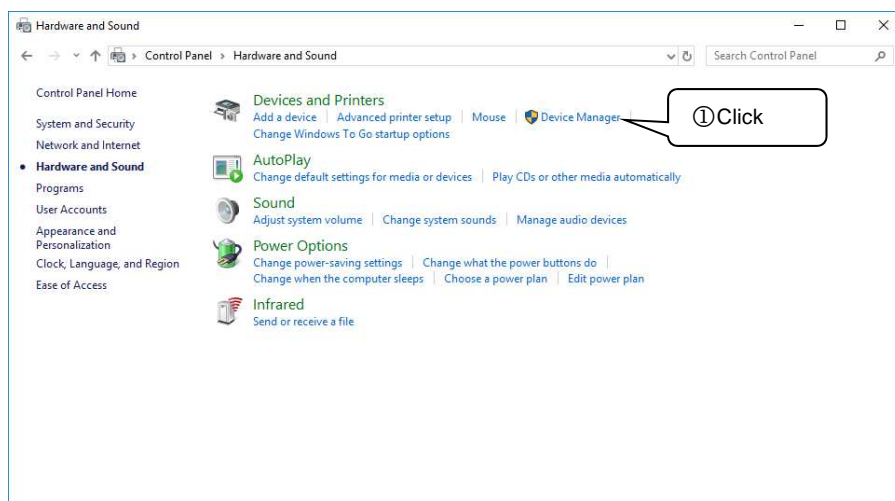 Hardware and Sound
Control Panel › Hardware and Sound
Search Control Panel
Control Panel Home
System and Security
Network and Internet
Hardware and Sound
Programs
User Accounts
Appearance and
Personalization
Clock, Language, and Region
Ease of Access
Devices and Printers
Add a device | Advanced printer setup | Mouse | Device Manager
①Click
Change Windows To Go startup options
AutoPlay
Change default settings for media or devices | Play CDs or other media automatically
Sound
Adjust system volume | Change system sounds | Manage audio devices
Power Options
Change power-saving settings | Change what the power buttons do |
Change when the computer sleeps | Choose a power plan | Edit power plan
Infrared
Send or receive a file